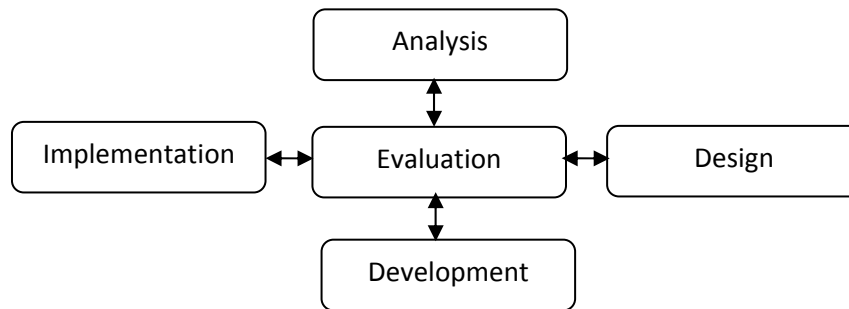 Analysis
Implementation
Evaluation
Design
Development